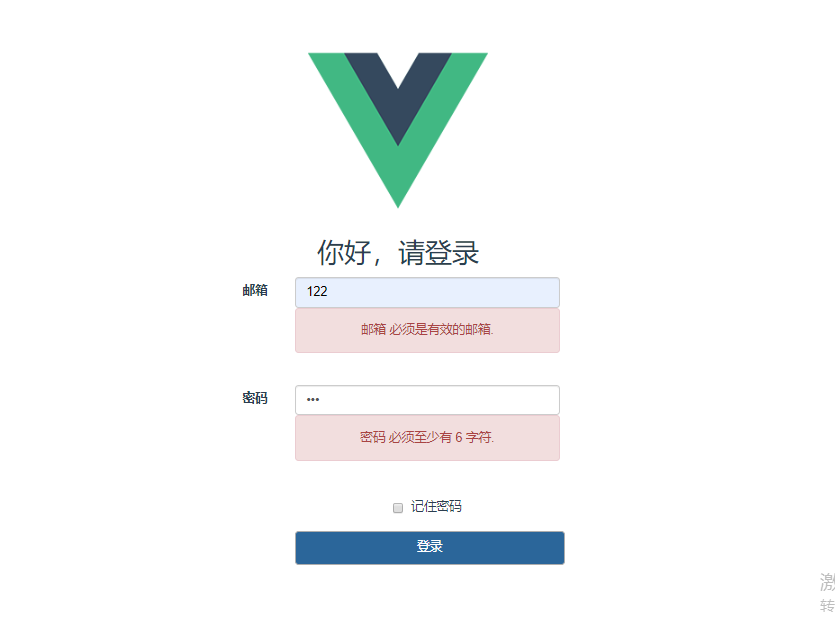 你好，请登录
邮箱
122
邮箱 必须是有效的邮箱.
密码
•••
密码 必须至少有 6 字符.
记住密码
登录
激
转